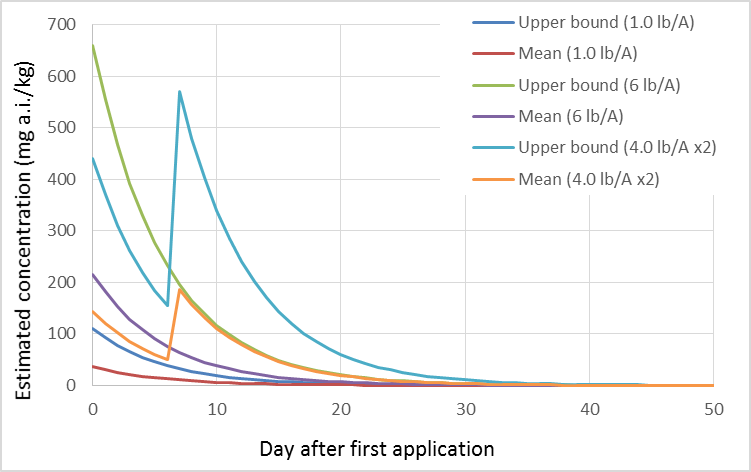 700
600
500
400
300
200
100
0
Estimated concentration (mg a.i./kg)
Upper bound (1.0 lb/A)
Mean (1.0 lb/A)
Upper bound (6 lb/A)
Mean (6 lb/A)
Upper bound (4.0 lb/A x2)
Mean (4.0 lb/A x2)
0 10 20 30 40 50
Day after first application